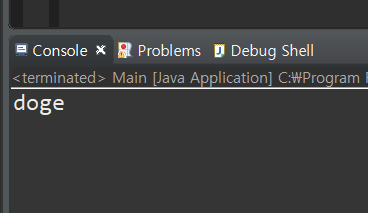 Console Problems Debug Shell
<terminated> Main [Java Application] C:₩Program
doge